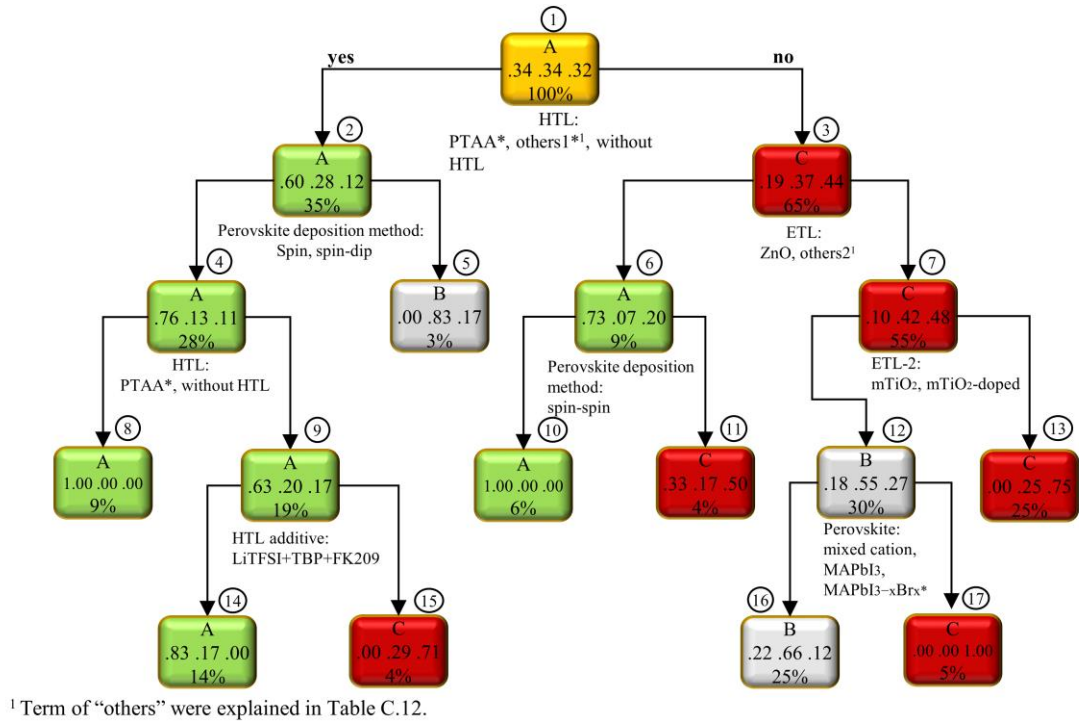 1
A
.34 .34 .32
100%
yes
no
HTL:
PTAA*, others1*1, without
HTL
2
A
.60 .28 .12
35%
Perovskite deposition method:
Spin, spin-dip
3
C
.19 .37 .44
65%
ETL:
ZnO, others2¹
4
A
.76 .13 .11
28%
HTL:
PTAA*, without HTL
5
B
.00 .83 .17
3%
6
A
.73 .07 .20
9%
Perovskite deposition
method:
spin-spin
7
C
.10 .42 .48
55%
ETL-2:
mTiO2, mTiO2-doped
8
A
1.00 .00 .00
9%
9
A
.63 .20 .17
19%
HTL additive:
LiTFSI+TBP+FK209
10
A
1.00 .00 .00
6%
11
C
.33 .17 .50
4%
12
B
.18 .55 .27
30%
Perovskite:
mixed cation,
MAPbI3,
MAPbI3−xBrx*
13
C
.00 .25 .75
25%
14
A
.83 .17 .00
14%
15
C
.00 .29 .71
4%
16
B
.22 .66 .12
25%
17
C
.00 .00 1.00
5%
¹ Term of “others” were explained in Table C.12.